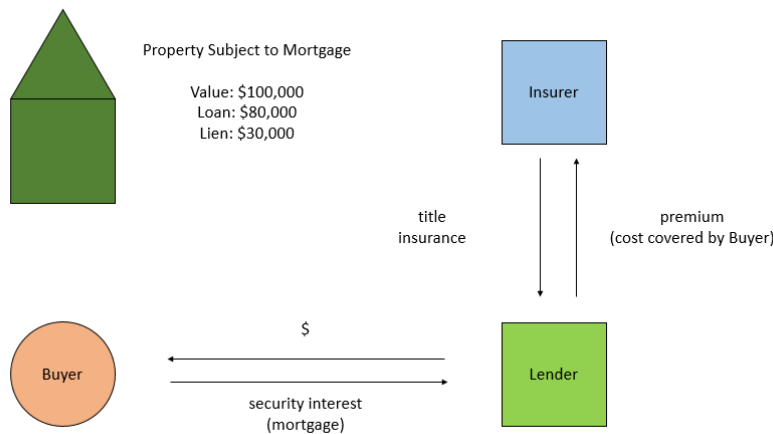 Property Subject to Mortgage
Value: $100,000
Loan: $80,000
Lien: $30,000
Insurer
title
insurance
premium
(cost covered by Buyer)
$
Buyer
Lender
security interest
(mortgage)